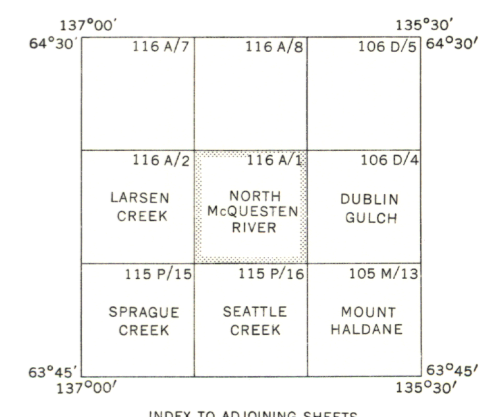 137°00′ 135°30′
64°30′ 116 A/7 116 A/8 106 D/5 64°30′
116 A/2 116 A/1 106 D/4
LARSEN CREEK
NORTH McQUESTEN RIVER
DUBLIN GULCH
115 P/15 115 P/16 105 M/13
SPRAGUE CREEK
SEATTLE CREEK
MOUNT HALDANE
63°45′ 63°45′
137°00′ 135°30′
INDEX TO ADJOINING SHEETS